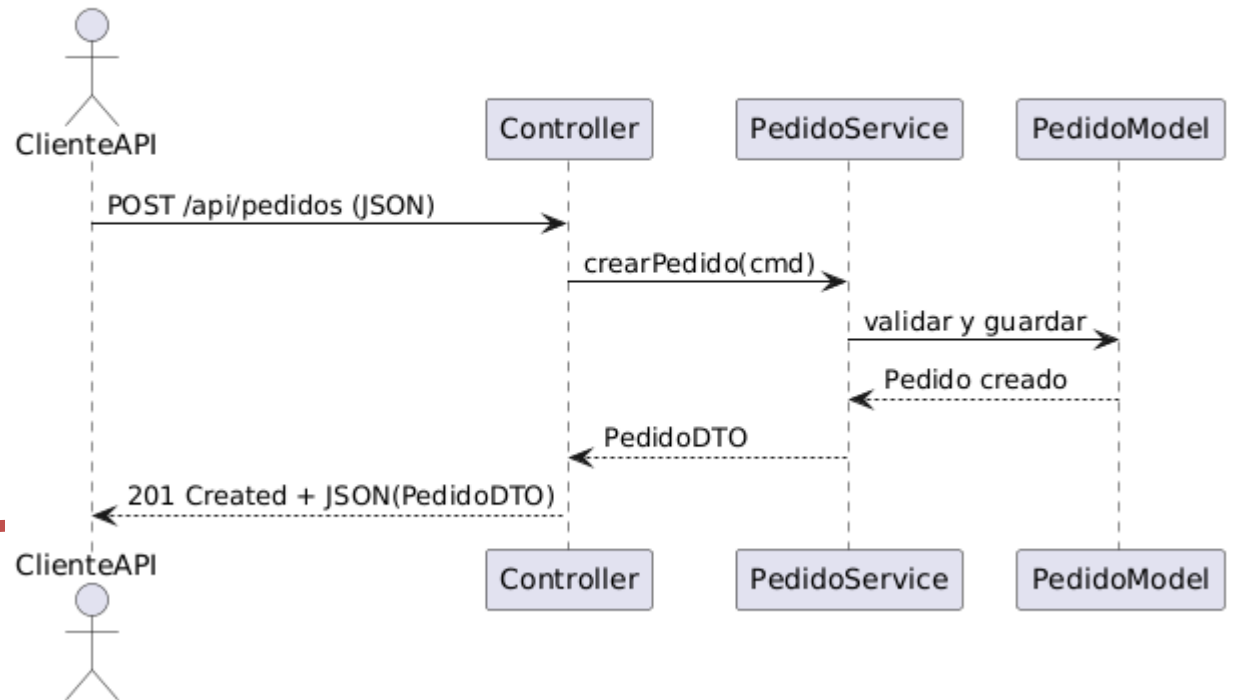 ClienteAPI
Controller
PedidoService
PedidoModel
POST /api/pedidos (JSON)
crearPedido(cmd)
validar y guardar
Pedido creado
PedidoDTO
201 Created + JSON(PedidoDTO)
ClienteAPI
Controller
PedidoService
PedidoModel